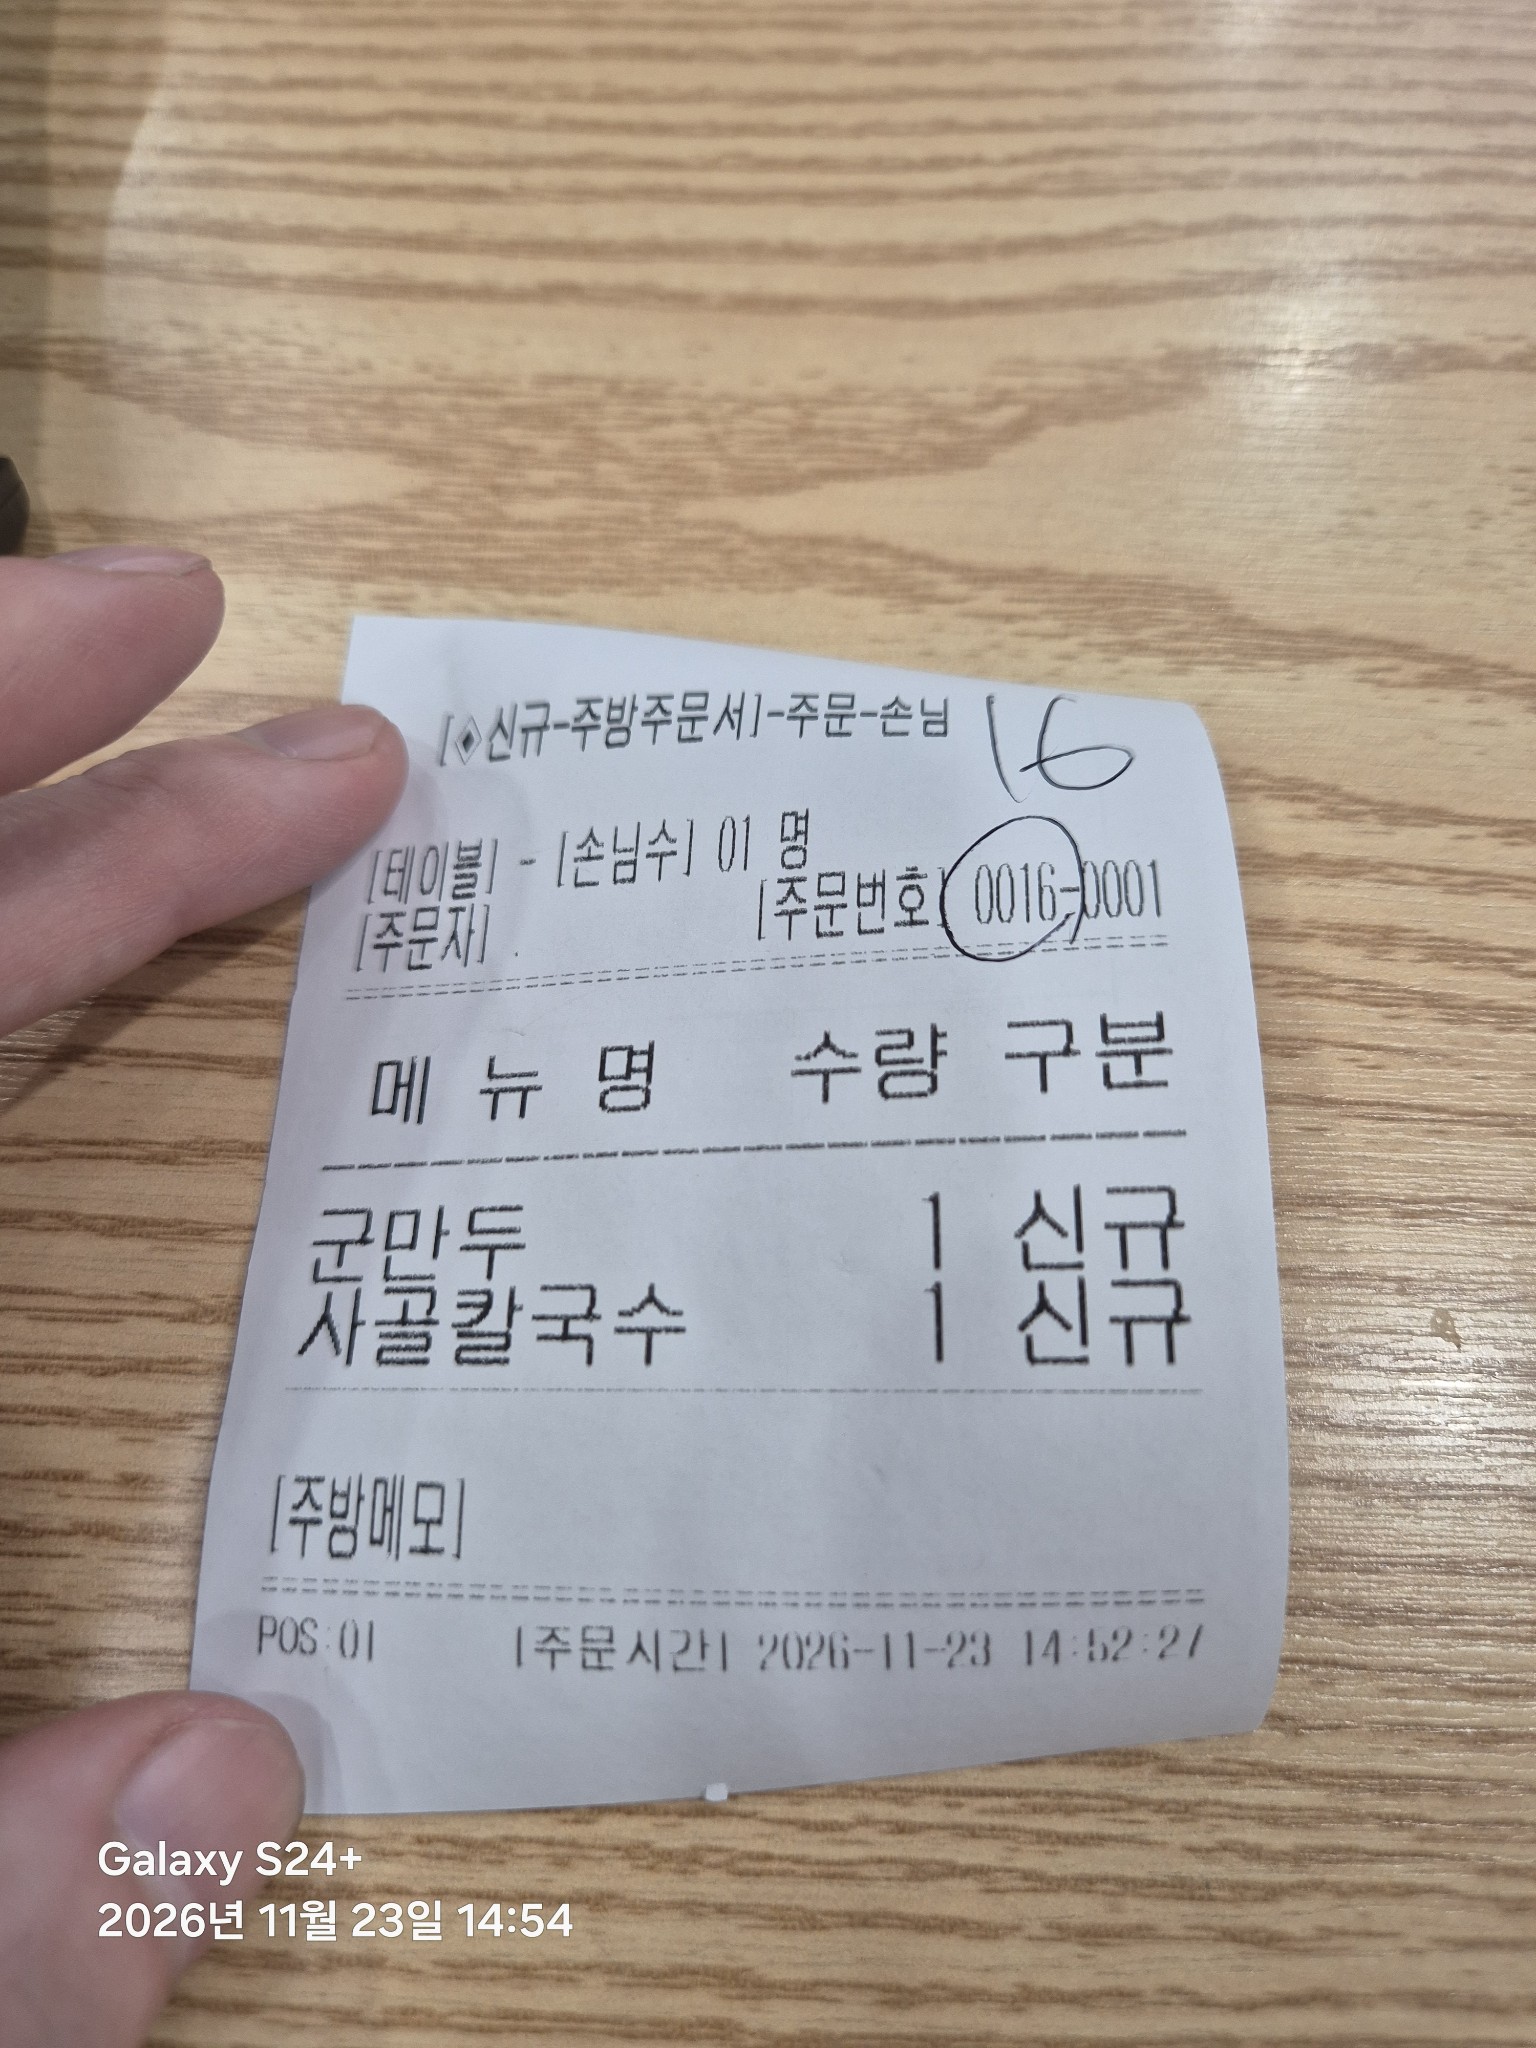 [◈신규-주방주문서]-주문-손님 16
[테이블] - [손님수] 01 명
[주문자] . [주문번호] 0016-0001
메 뉴 명 수량 구분
군만두 1 신규
사골칼국수 1 신규
[주방메모]
POS:01 [주문시간] 2026-11-23 14:52:27
Galaxy S24+
2026년 11월 23일 14:54